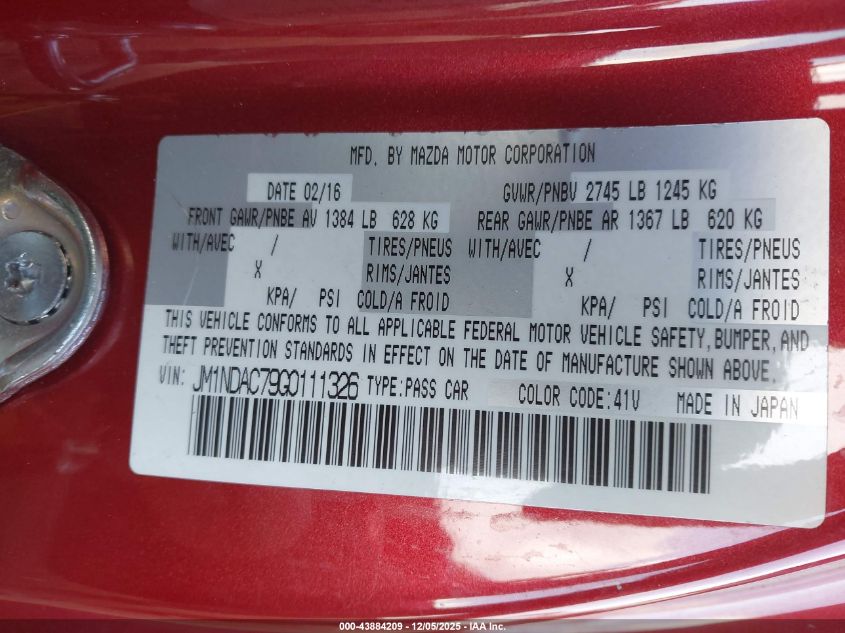 MFD. BY MAZDA MOTOR CORPORATION
DATE 02/16 GVWR/PNBV 2745 LB 1245 KG
FRONT GAWR/PNBE AV 1384 LB 628 KG REAR GAWR/PNBE AR 1367 LB 620 KG
WITH/AVEC / TIRES/PNEUS WITH/AVEC / TIRES/PNEUS
X RIMS/JANTES X RIMS/JANTES
KPA/ PSI COLD/A FROID KPA/ PSI COLD/A FROID
THIS VEHICLE CONFORMS TO ALL APPLICABLE FEDERAL MOTOR VEHICLE SAFETY, BUMPER, AND
THEFT PREVENTION STANDARDS IN EFFECT ON THE DATE OF MANUFACTURE SHOWN ABOVE.
VIN: JM1NDAC79G0111326 TYPE:PASS CAR COLOR CODE:41V MADE IN JAPAN
000-43884209 - 12/05/2025 - IAA Inc.